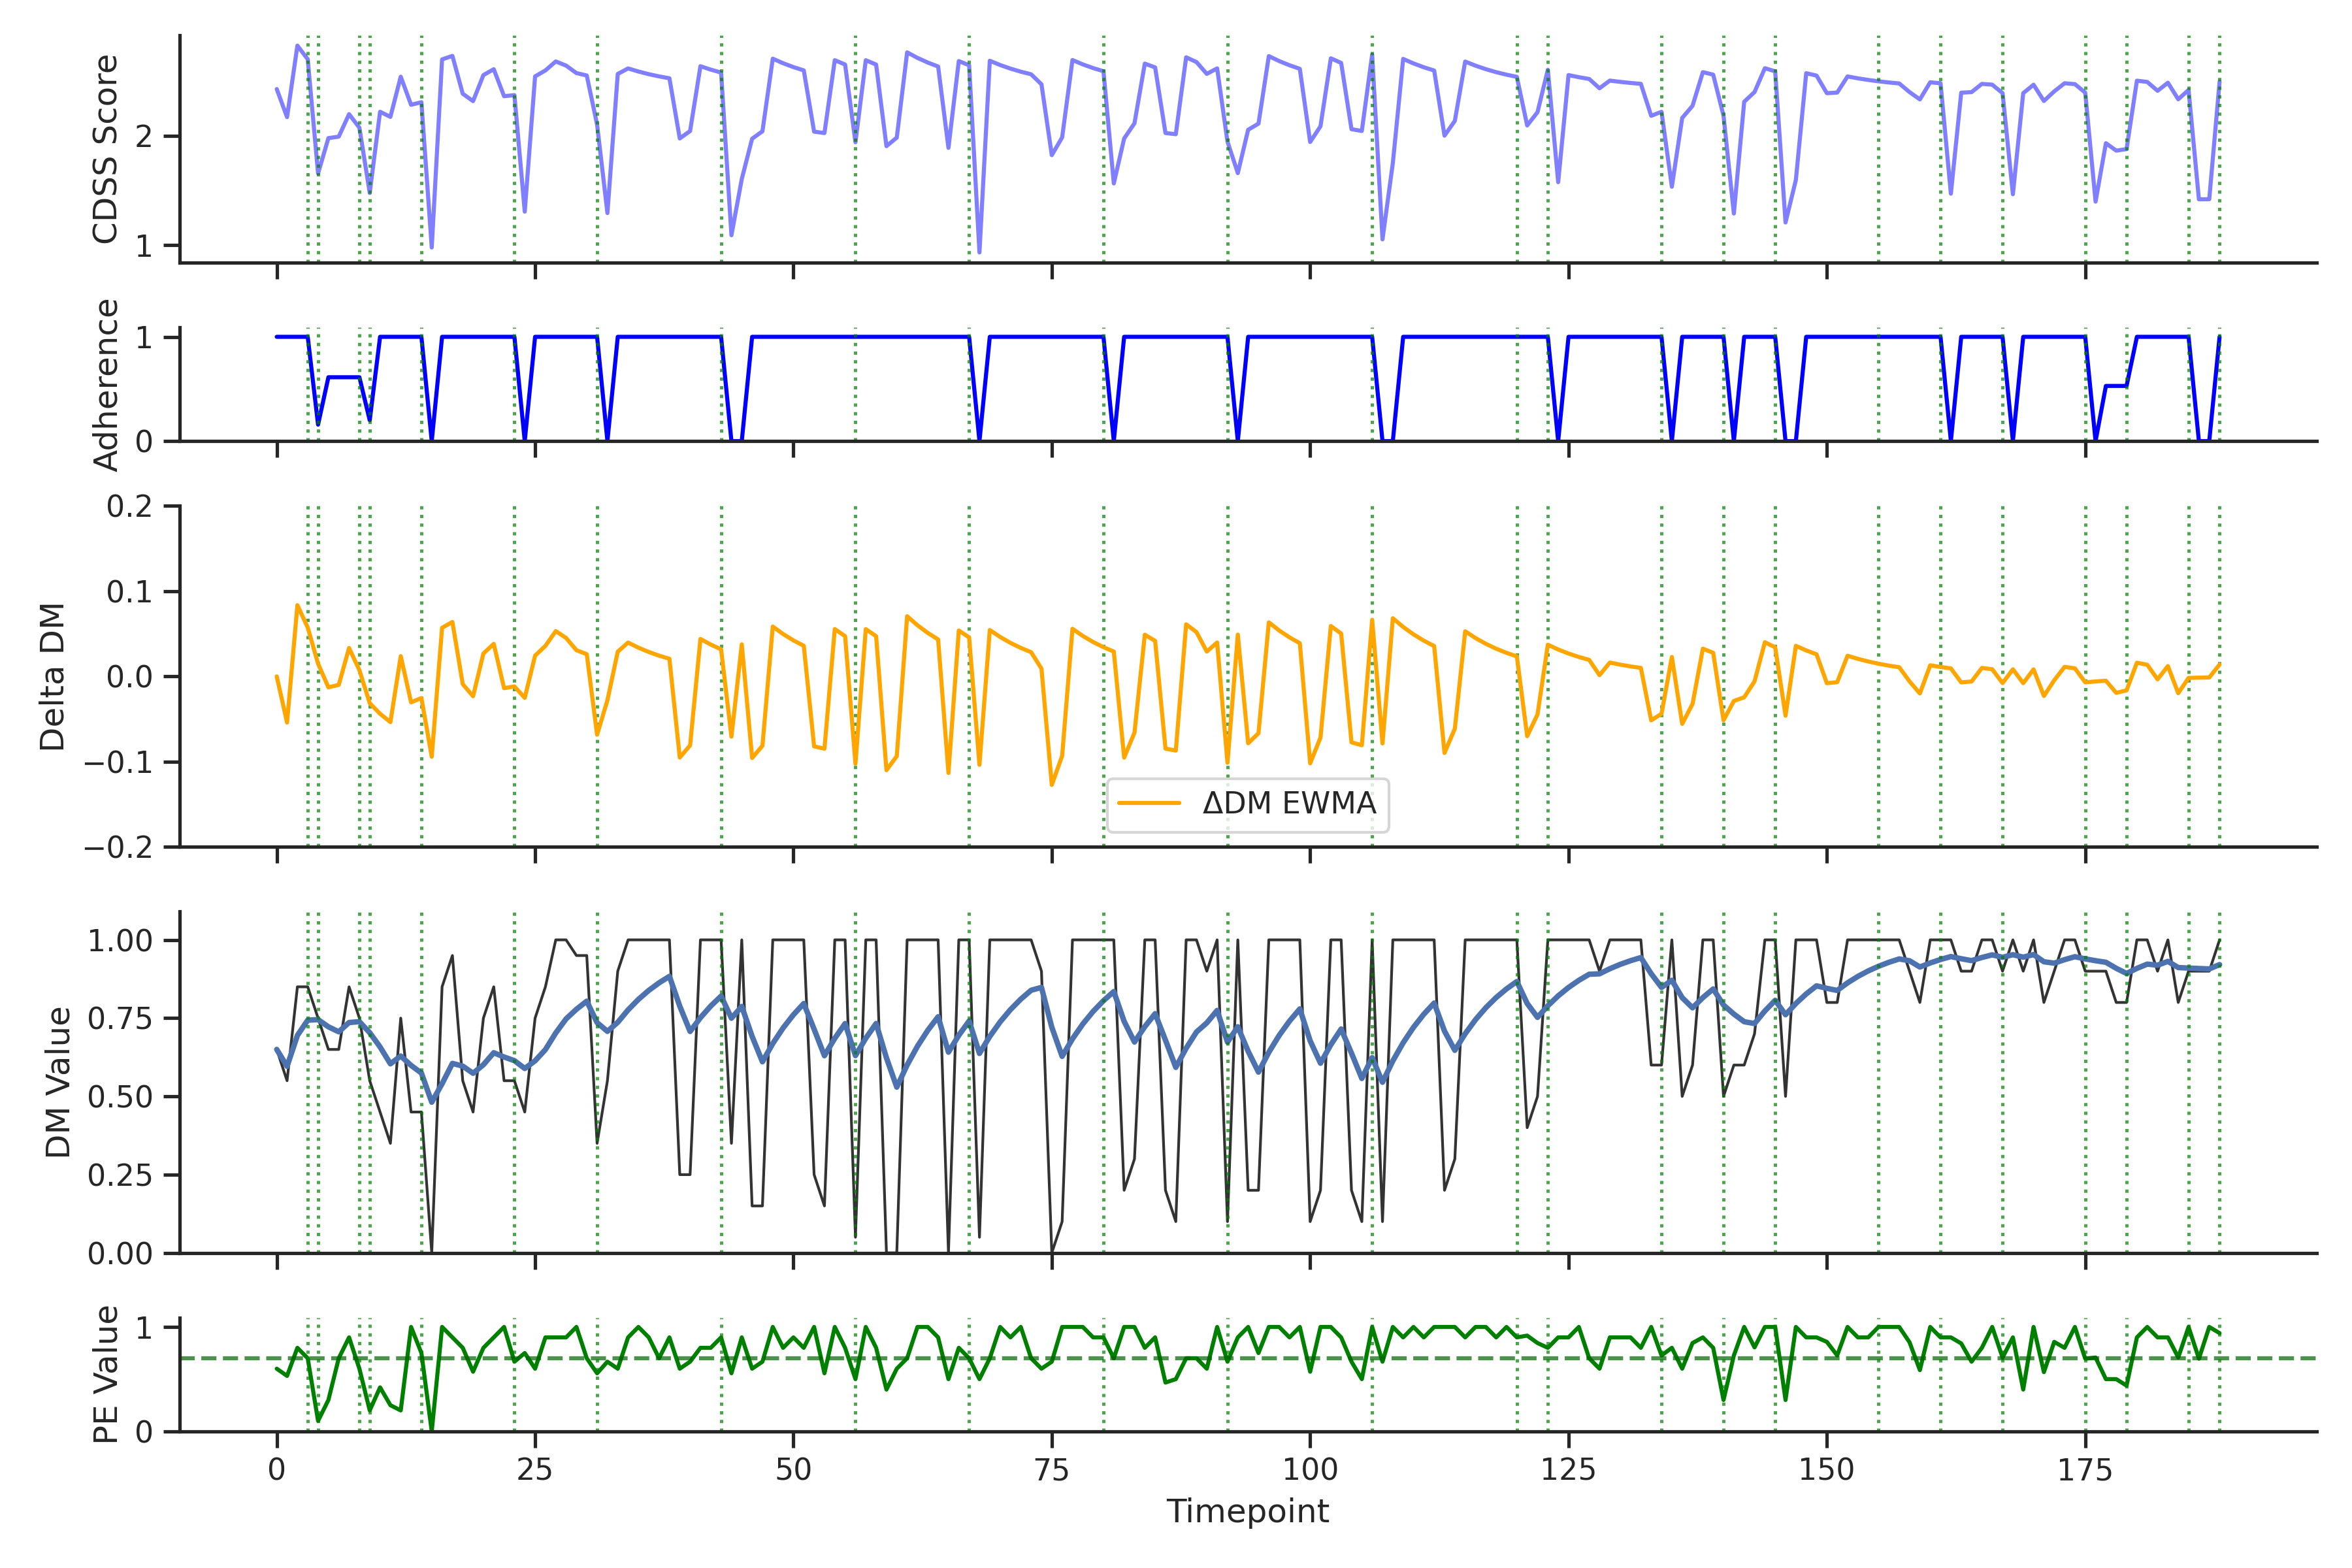 CDSS Score
2
1
Adherence
1
0
Delta DM
0.2
0.1
0.0
−0.1
−0.2
ΔDM EWMA
DM Value
1.00
0.75
0.50
0.25
0.00
PE Value
1
0
0 25 50 75 100 125 150 175
Timepoint